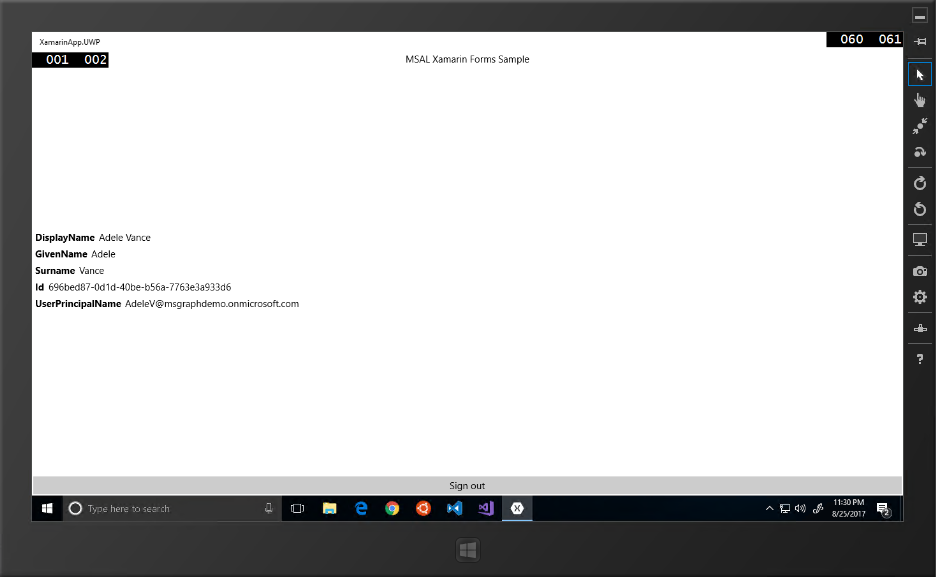 XamarinApp.UWP
060 061
001 002
MSAL Xamarin Forms Sample
DisplayName Adele Vance
GivenName Adele
Surname Vance
Id 696bed87-0d1d-40be-b56a-7763e3a933d6
UserPrincipalName AdeleV@msgraphdemo.onmicrosoft.com
Sign out
Type here to search
11:30 PM
8/25/2017
2